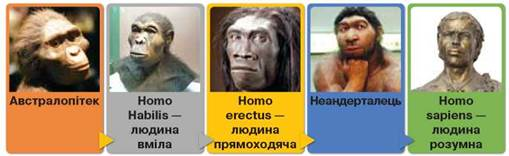 Австралопітек
Homo
Habilis —
людина
вміла
Homo
erectus —
людина
прямоходяча
Неандерталець
Homo
sapiens —
людина
розумна